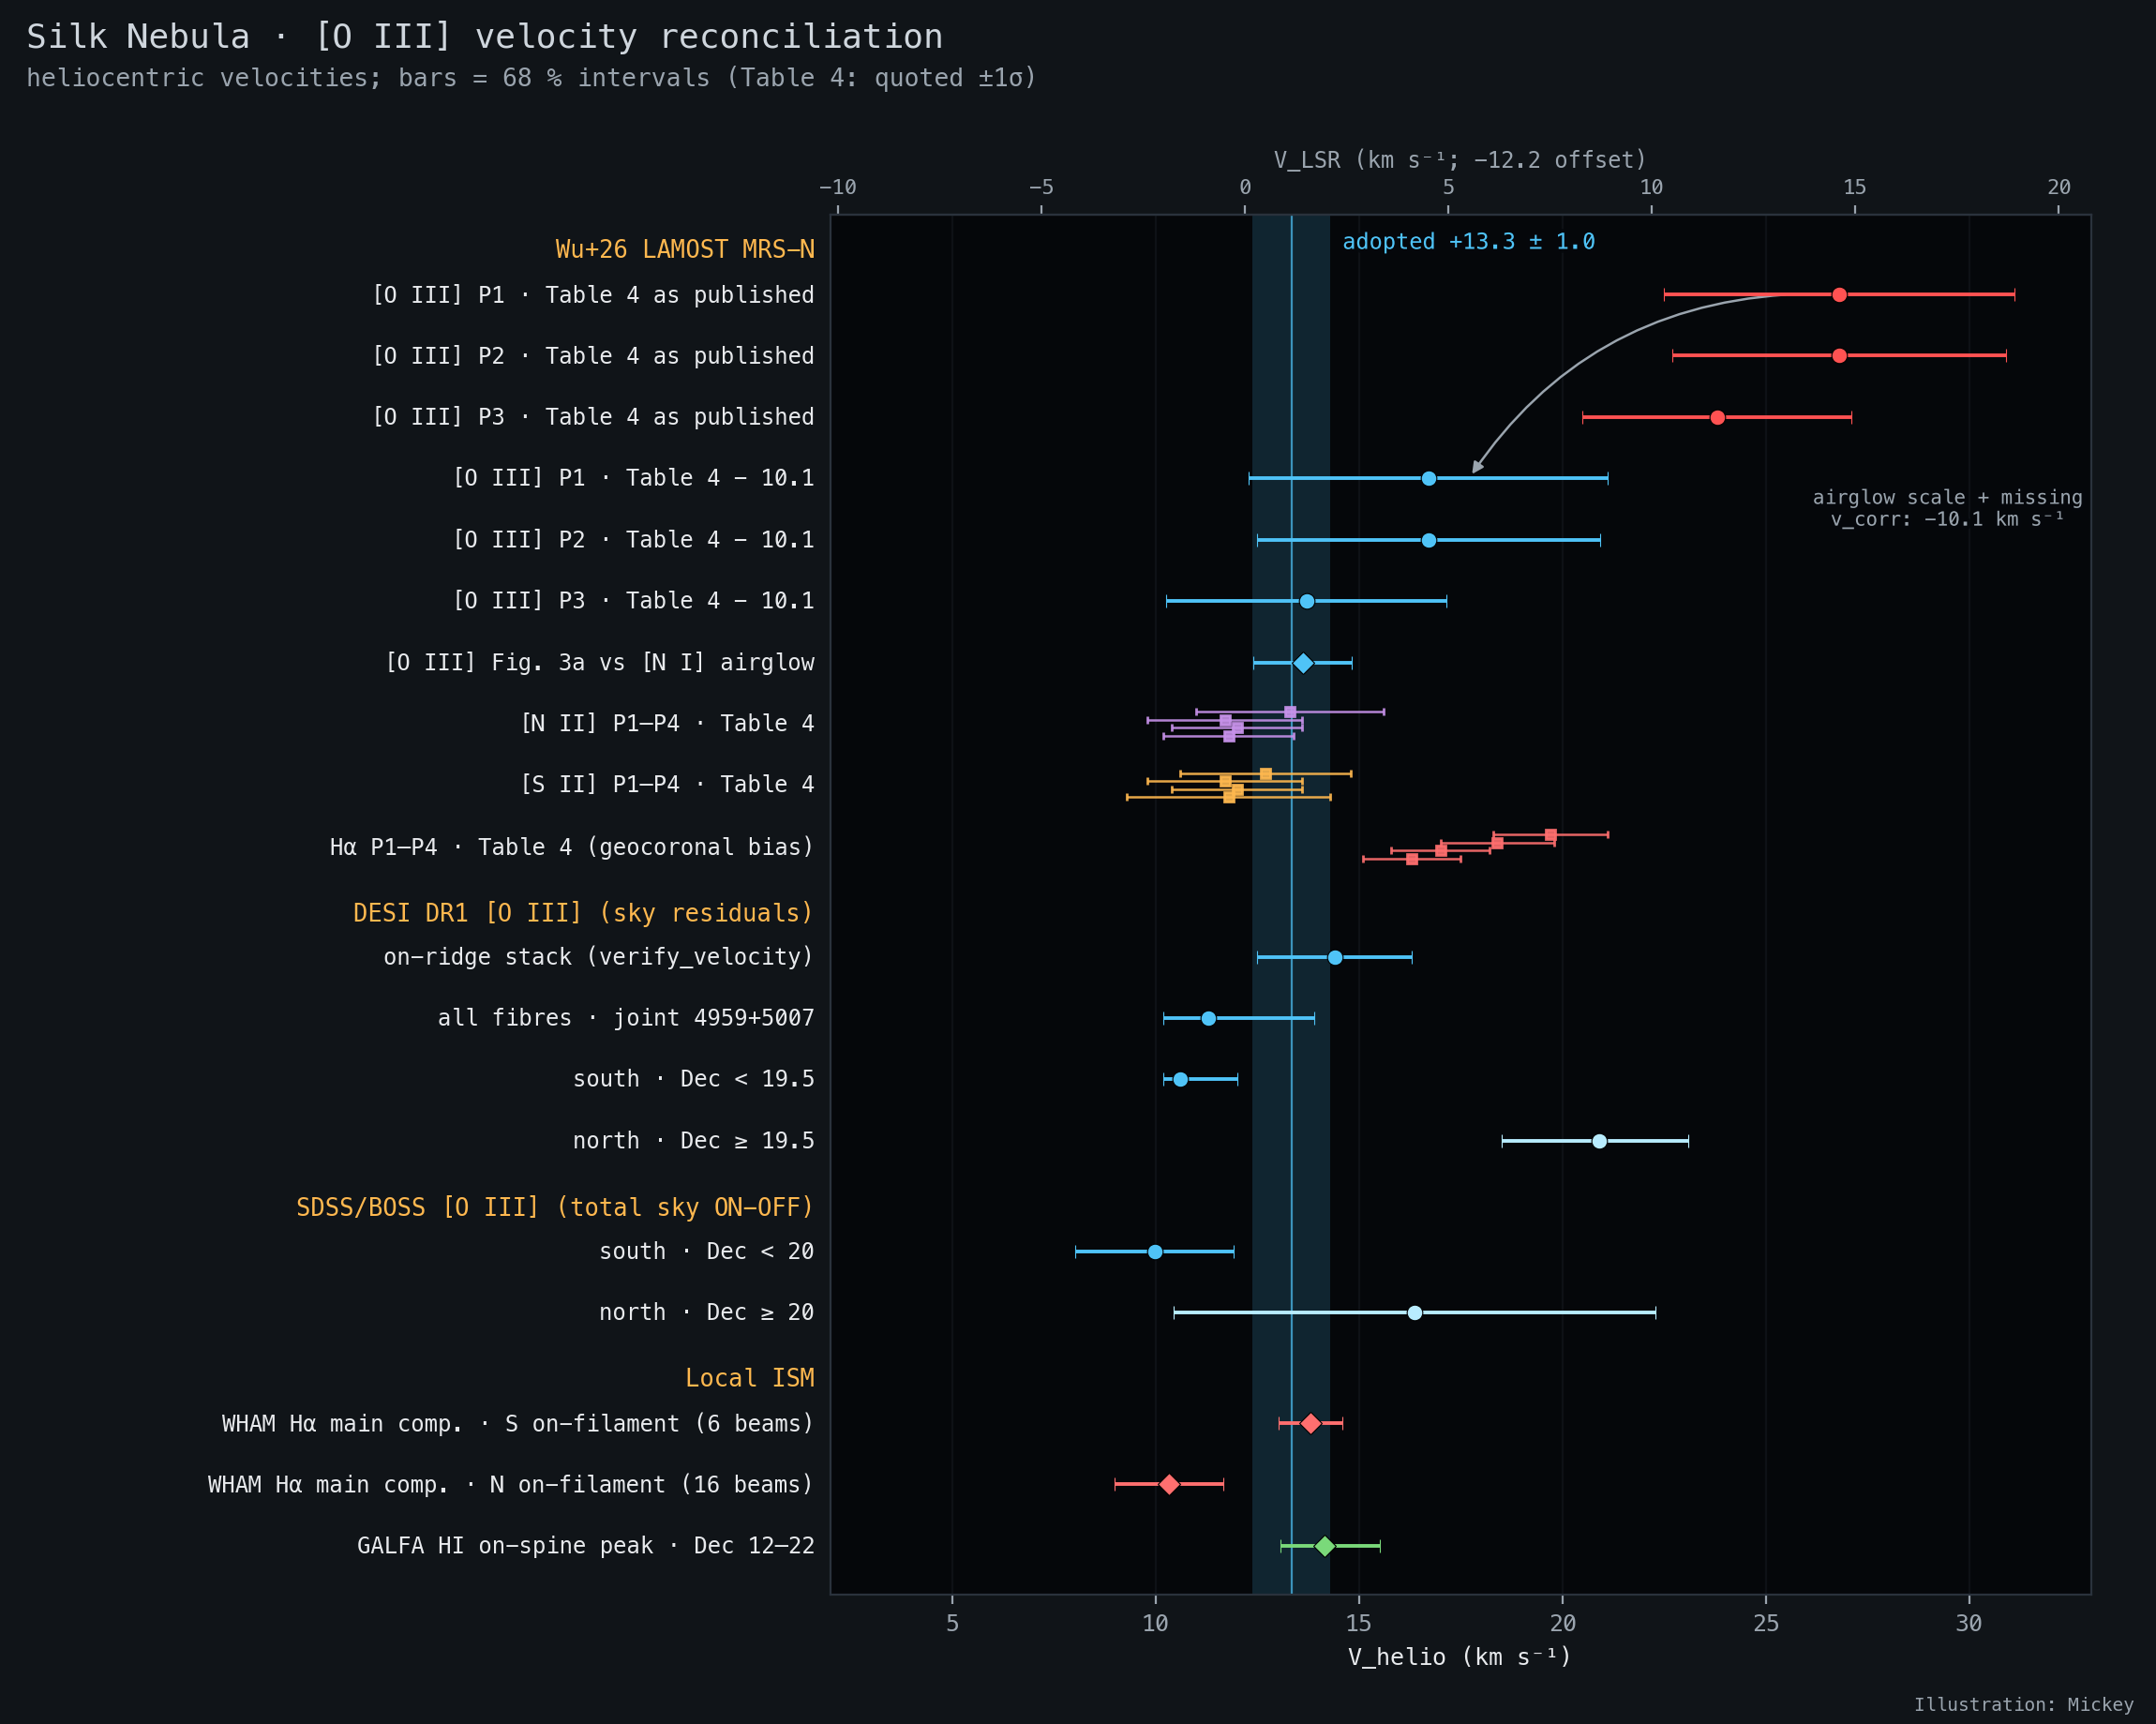 Silk Nebula · [O III] velocity reconciliation
heliocentric velocities; bars = 68 % intervals (Table 4: quoted ±1σ)
V_LSR (km s⁻¹; −12.2 offset)
−10 −5 0 5 10 15 20
Wu+26 LAMOST MRS−N
adopted +13.3 ± 1.0
[O III] P1 · Table 4 as published
[O III] P2 · Table 4 as published
[O III] P3 · Table 4 as published
[O III] P1 · Table 4 − 10.1
airglow scale + missing
v_corr: −10.1 km s⁻¹
[O III] P2 · Table 4 − 10.1
[O III] P3 · Table 4 − 10.1
[O III] Fig. 3a vs [N I] airglow
[N II] P1–P4 · Table 4
[S II] P1–P4 · Table 4
Hα P1–P4 · Table 4 (geocoronal bias)
DESI DR1 [O III] (sky residuals)
on−ridge stack (verify_velocity)
all fibres · joint 4959+5007
south · Dec < 19.5
north · Dec ≥ 19.5
SDSS/BOSS [O III] (total sky ON−OFF)
south · Dec < 20
north · Dec ≥ 20
Local ISM
WHAM Hα main comp. · S on−filament (6 beams)
WHAM Hα main comp. · N on−filament (16 beams)
GALFA HI on−spine peak · Dec 12–22
5 10 15 20 25 30
V_helio (km s⁻¹)
Illustration: Mickey